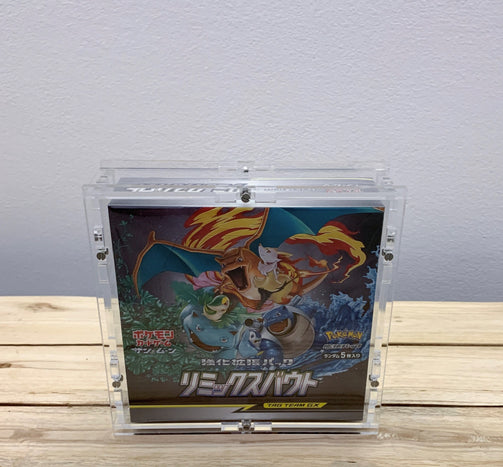 ポケモン
カードゲーム
サン&ムーン
Pokémon
ランダム5枚入り
強化拡張パック
リミックスバウト
TAG TEAM GX